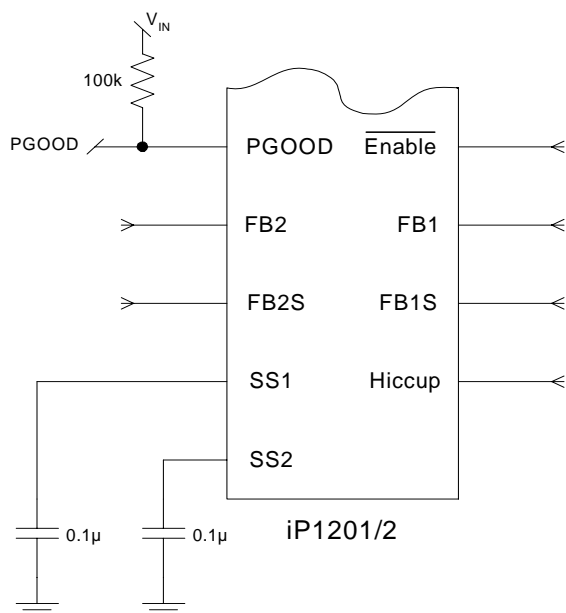 VIN
100k
PGOOD
PGOOD
Enable
FB2
FB1
FB2S
FB1S
SS1
Hiccup
SS2
0.1µ
0.1µ
iP1201/2